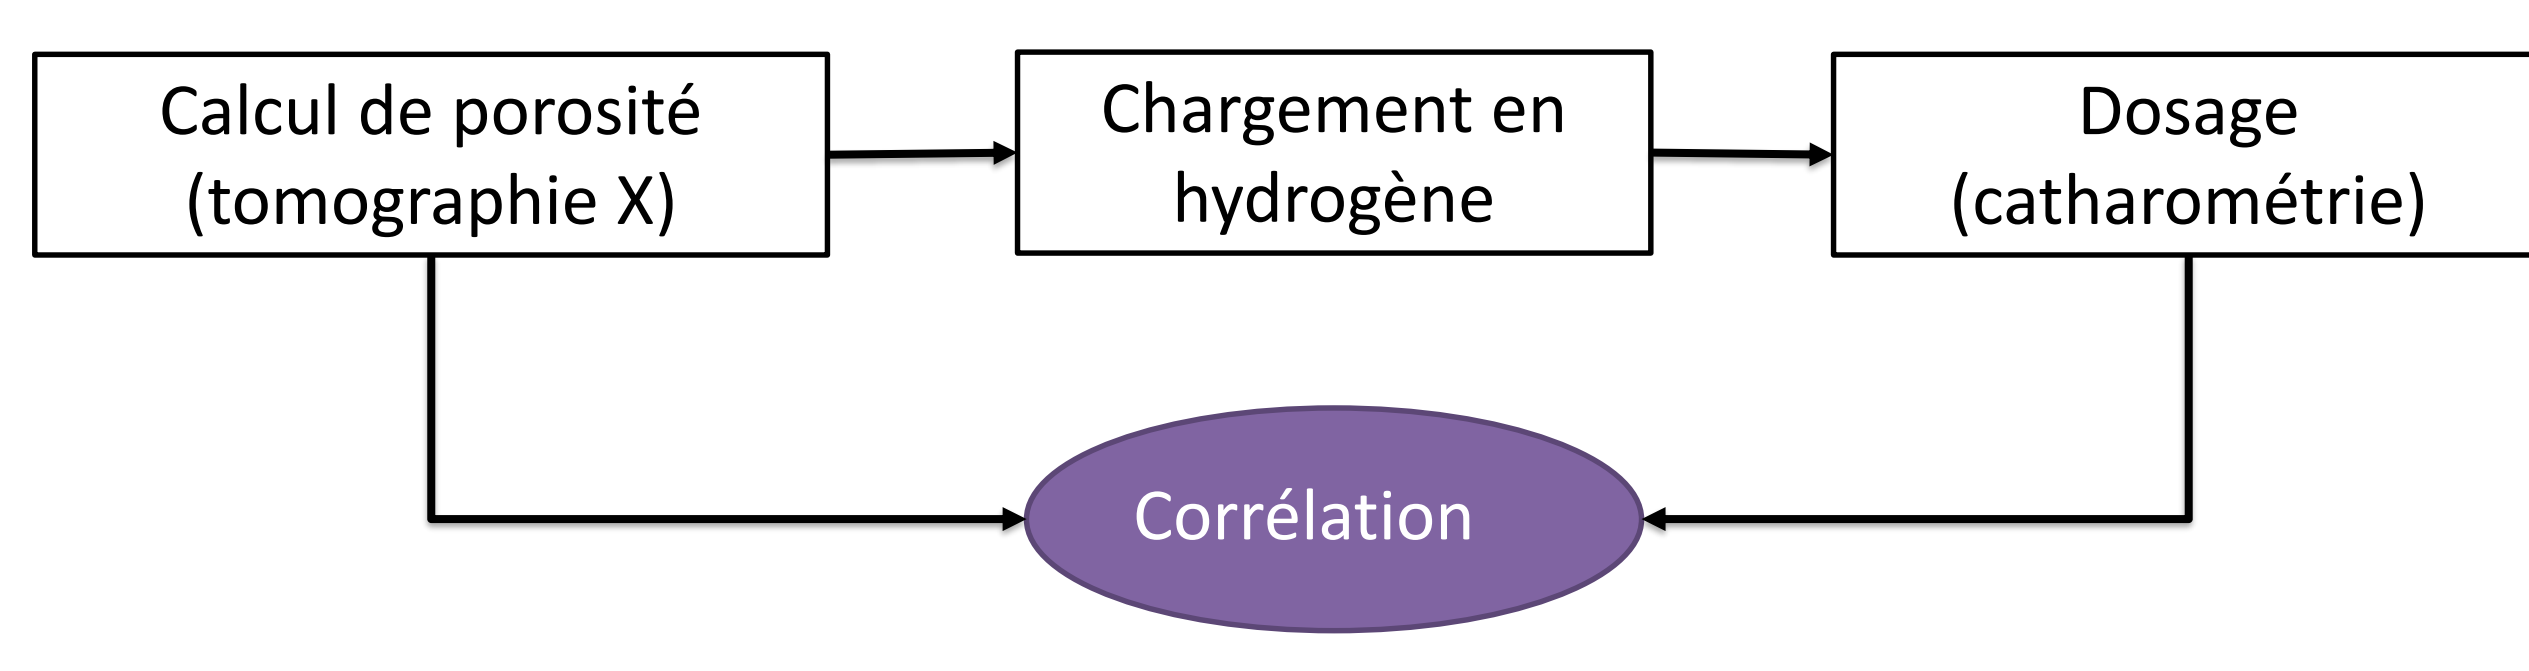 Calcul de porosité
(tomographie X)
Chargement en
hydrogène
Dosage
(catharométrie)
Corrélation